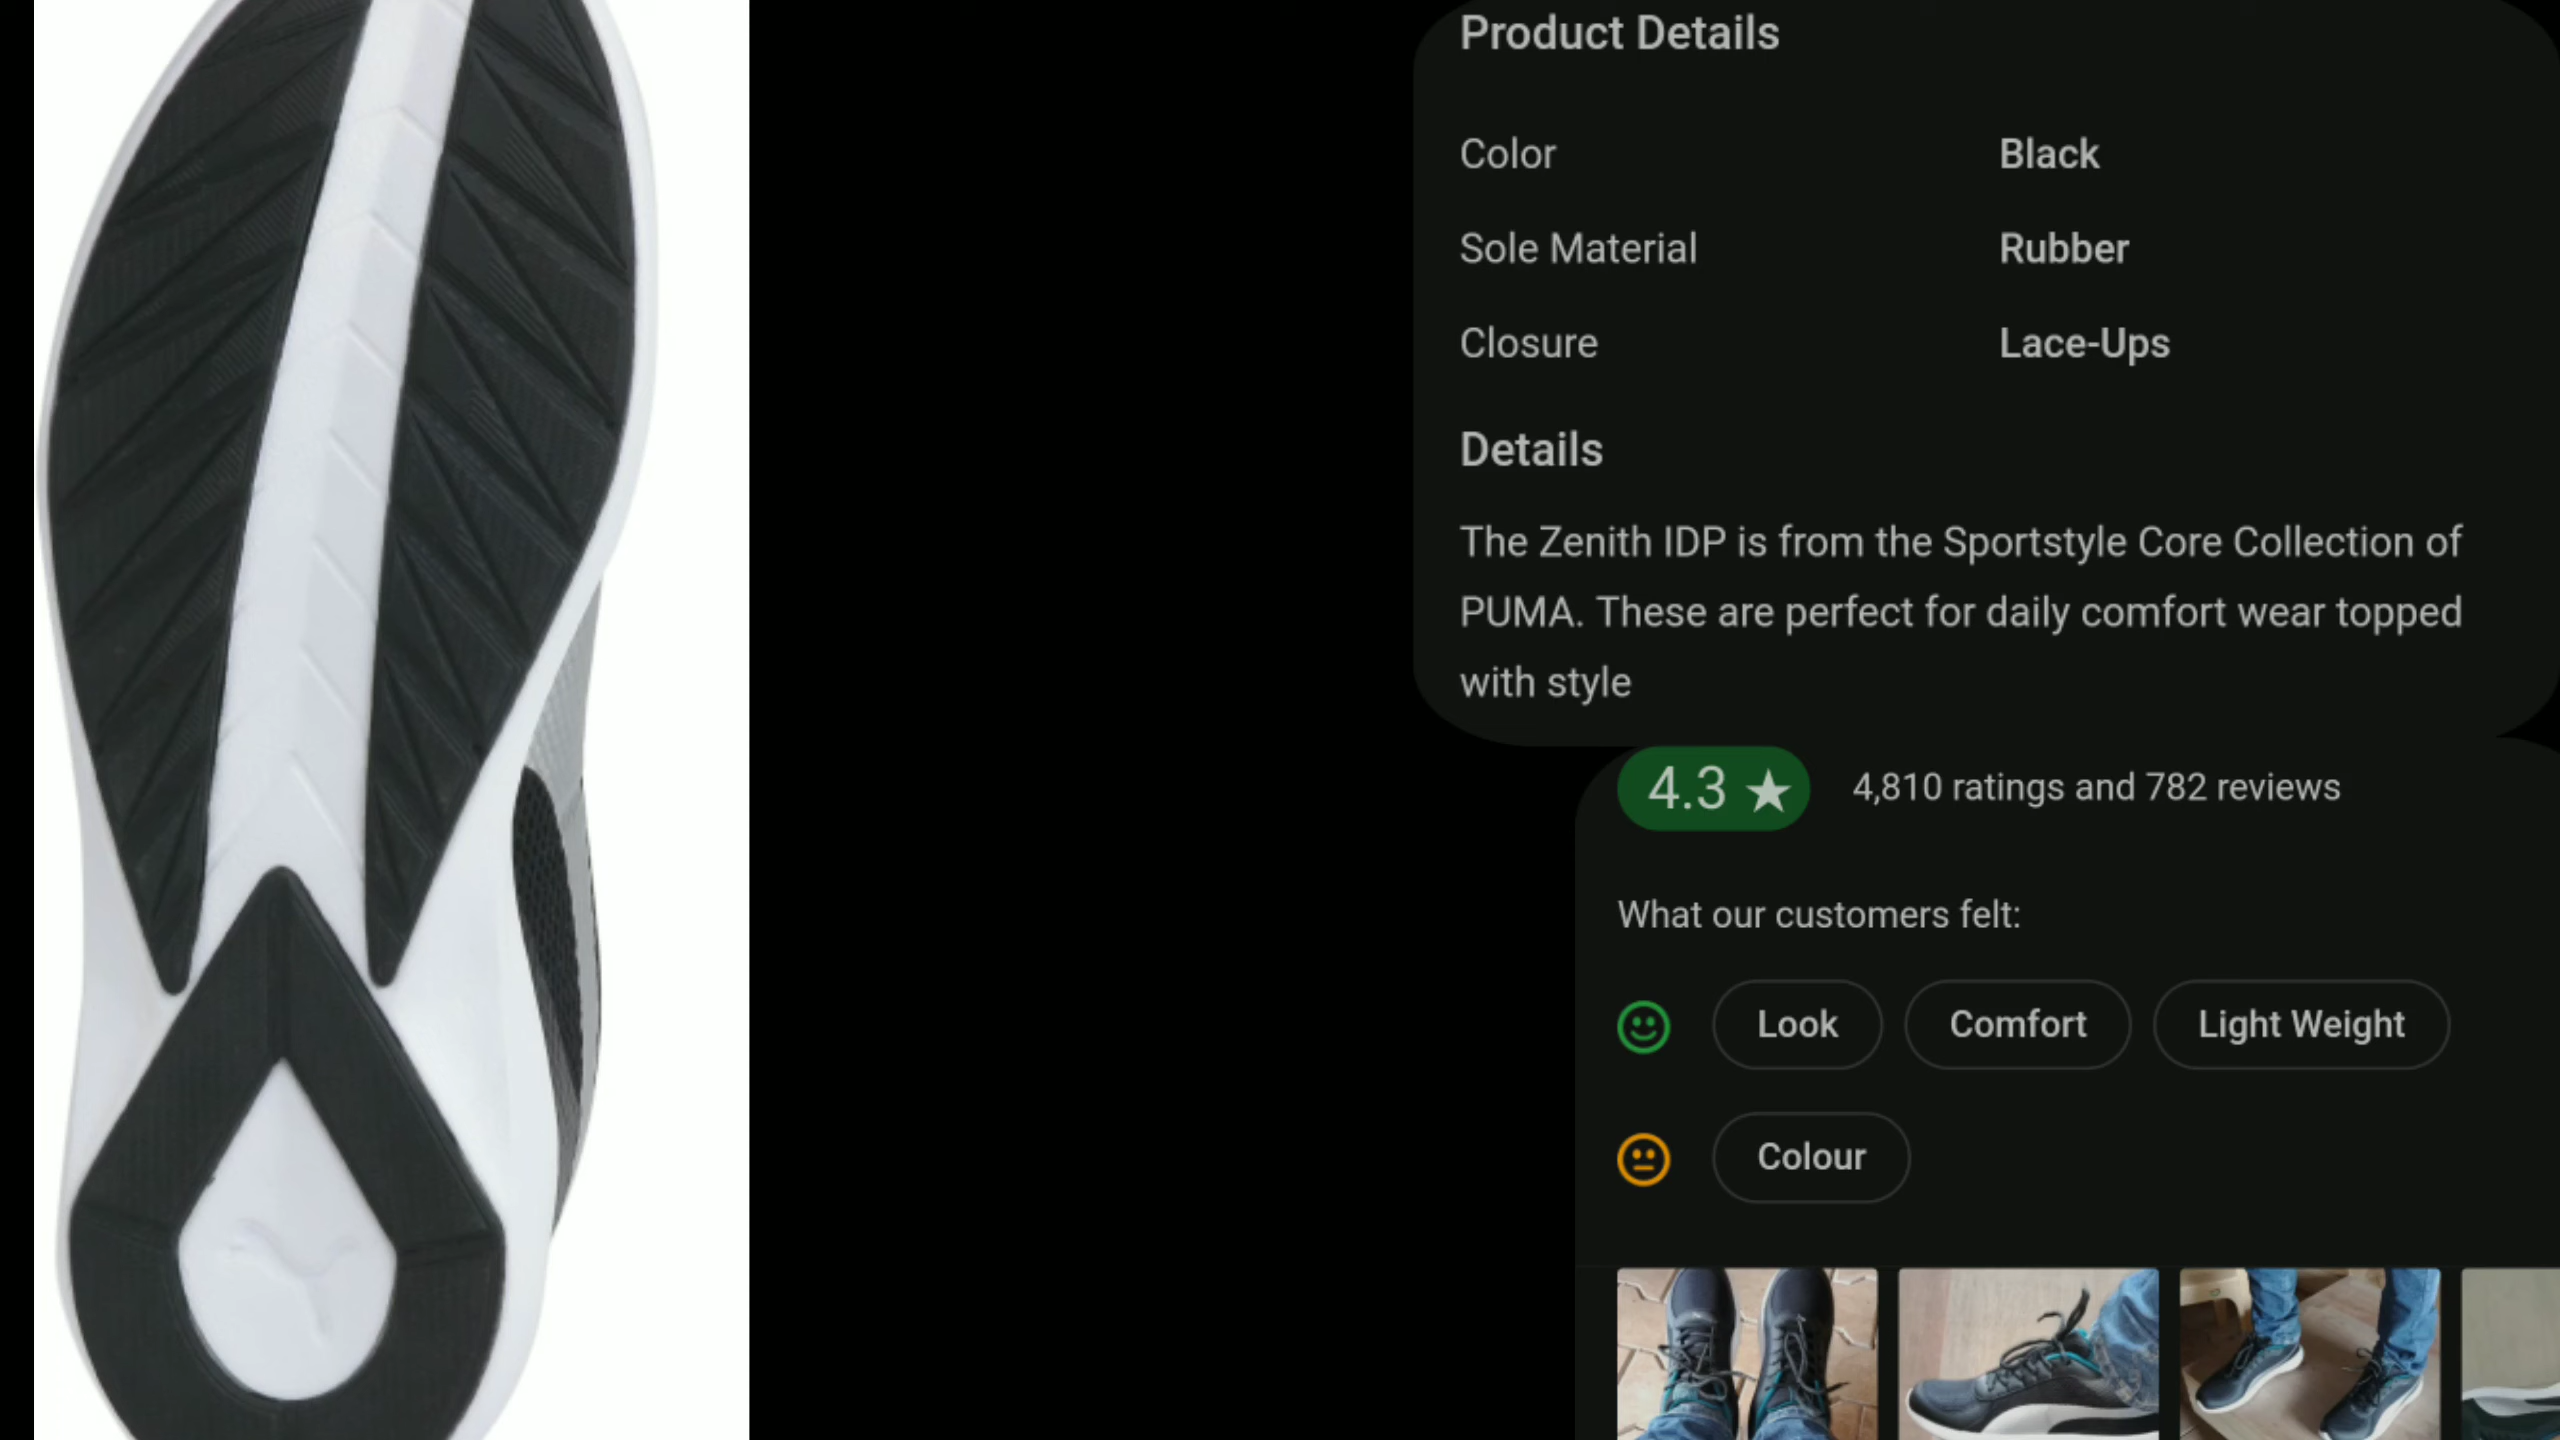 Product Details
Color Black
Sole Material Rubber
Closure Lace-Ups
Details
The Zenith IDP is from the Sportstyle Core Collection of
PUMA. These are perfect for daily comfort wear topped
with style
4.3 ★ 4,810 ratings and 782 reviews
What our customers felt:
Look Comfort Light Weight
Colour